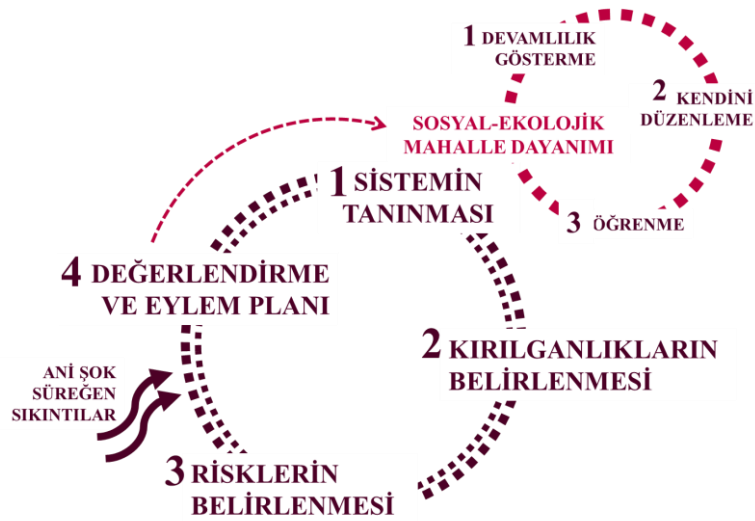 1 DEVAMLILIK
GÖSTERME
2 KENDİNİ
DÜZENLEME
SOSYAL-EKOLOJİK
MAHALLE DAYANIMI
3 ÖĞRENME
1 SİSTEMİN
TANINMASI
4 DEĞERLENDİRME
VE EYLEM PLANI
2 KIRILGANLIKLARIN
BELİRLENMESİ
ANİ ŞOK
SÜREĞEN
SIKINTILAR
3 RİSKLERİN
BELİRLENMESİ